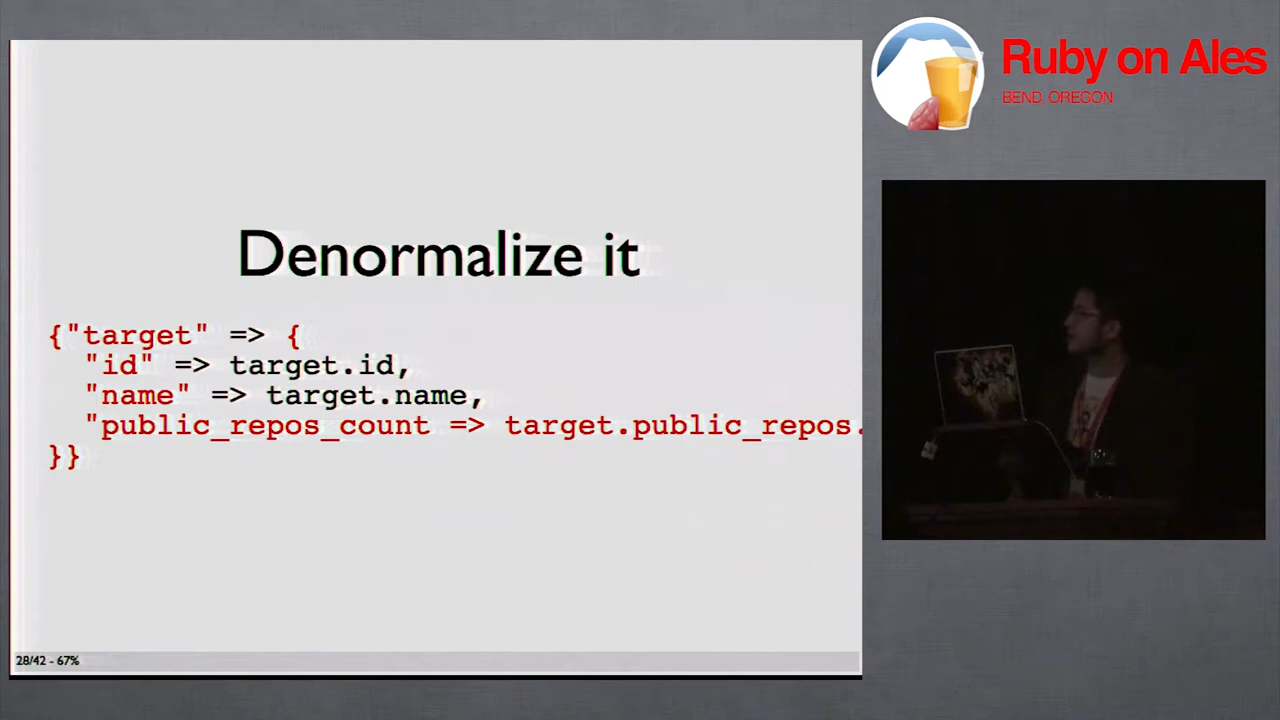 Ruby on Ales
BEND, OREGON
Denormalize it
{"target" => {
"id" => target.id,
"name" => target.name,
"public_repos_count => target.public_repos.
}}
28/42 - 67%